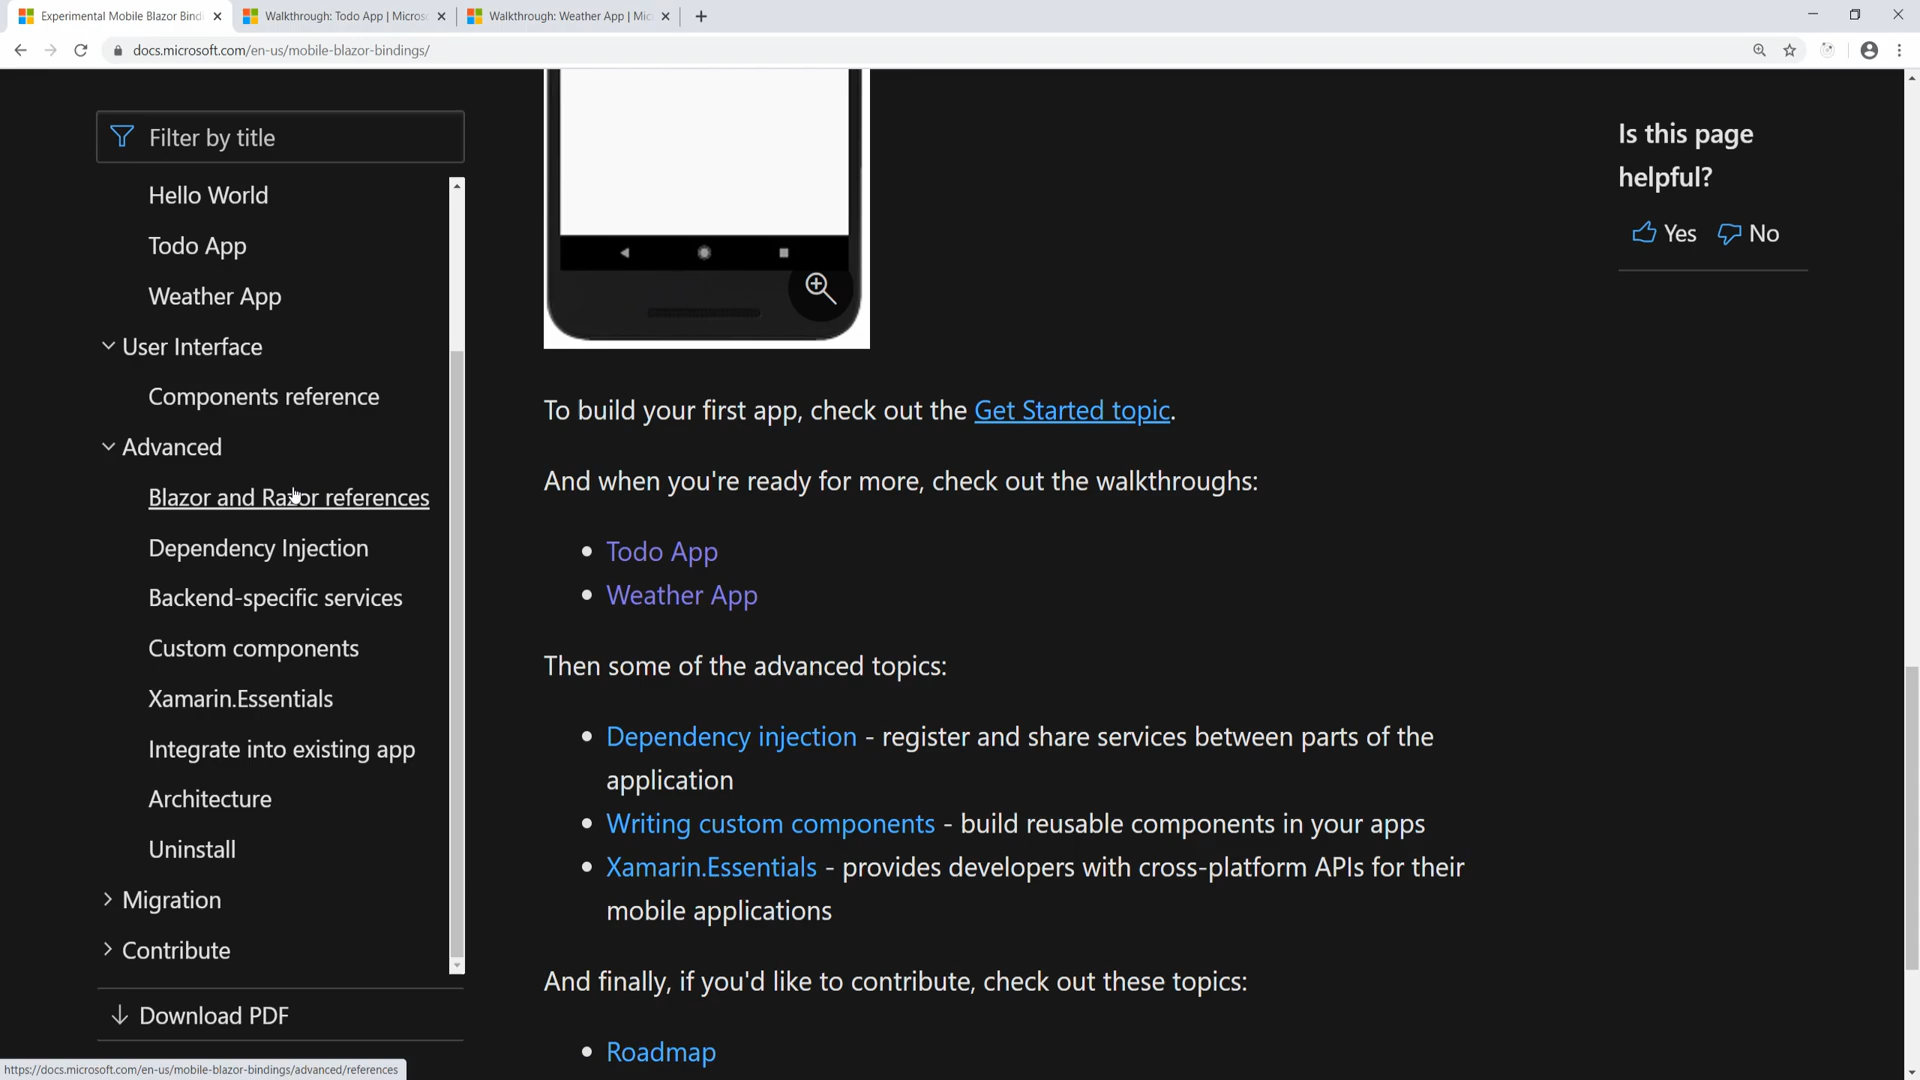 Experimental Mobile Blazor Bindi
Walkthrough: Todo App | Micros
Walkthrough: Weather App | Mic
docs.microsoft.com/en-us/mobile-blazor-bindings/
Filter by title
Hello World
Todo App
Weather App
User Interface
Components reference
Advanced
Blazor and Razor references
Dependency Injection
Backend-specific services
Custom components
Xamarin.Essentials
Integrate into existing app
Architecture
Uninstall
Migration
Contribute
Download PDF
To build your first app, check out the Get Started topic.
And when you're ready for more, check out the walkthroughs:
Todo App
Weather App
Then some of the advanced topics:
Dependency injection - register and share services between parts of the
application
Writing custom components - build reusable components in your apps
Xamarin.Essentials - provides developers with cross-platform APIs for their
mobile applications
And finally, if you'd like to contribute, check out these topics:
Roadmap
Is this page
helpful?
Yes No
https://docs.microsoft.com/en-us/mobile-blazor-bindings/advanced/references